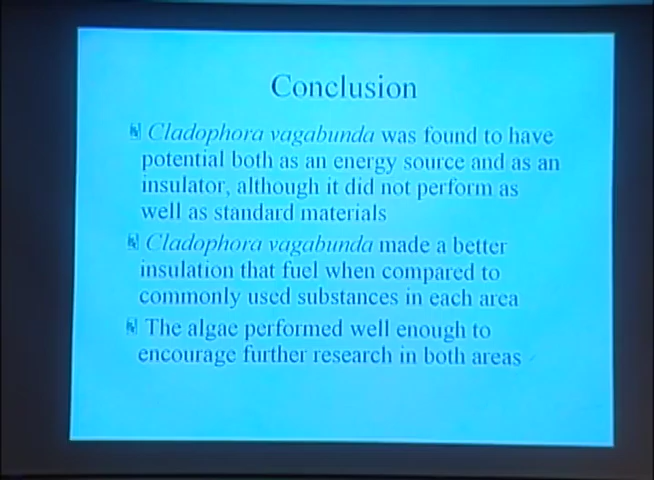 Conclusion
Cladophora vagabunda was found to have
potential both as an energy source and as an
insulator, although it did not perform as
well as standard materials
Cladophora vagabunda made a better
insulation that fuel when compared to
commonly used substances in each area
The algae performed well enough to
encourage further research in both areas